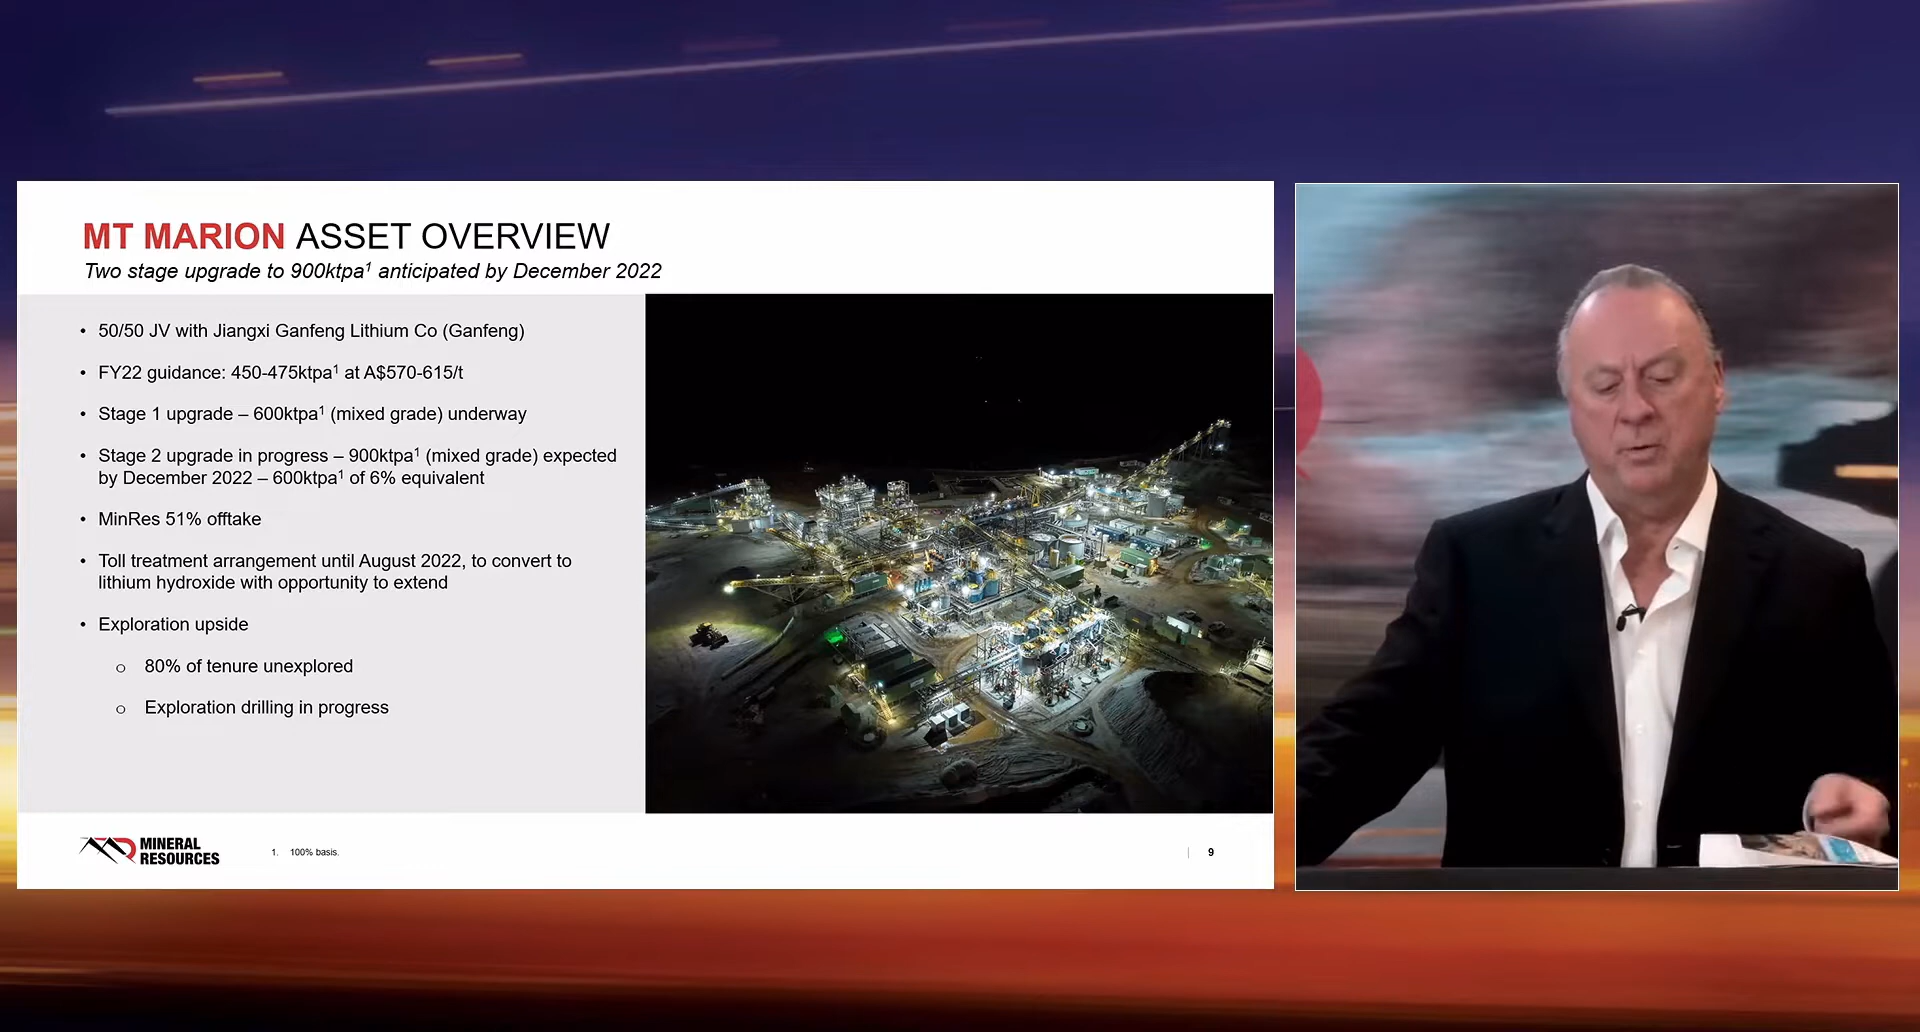 MT MARION ASSET OVERVIEW
Two stage upgrade to 900ktpa¹ anticipated by December 2022
• 50/50 JV with Jiangxi Ganfeng Lithium Co (Ganfeng)
• FY22 guidance: 450-475ktpa¹ at A$570-615/t
• Stage 1 upgrade – 600ktpa¹ (mixed grade) underway
• Stage 2 upgrade in progress – 900ktpa¹ (mixed grade) expected
by December 2022 – 600ktpa¹ of 6% equivalent
• MinRes 51% offtake
• Toll treatment arrangement until August 2022, to convert to
lithium hydroxide with opportunity to extend
• Exploration upside
o 80% of tenure unexplored
o Exploration drilling in progress
MINERAL
RESOURCES
1. 100% basis.
9